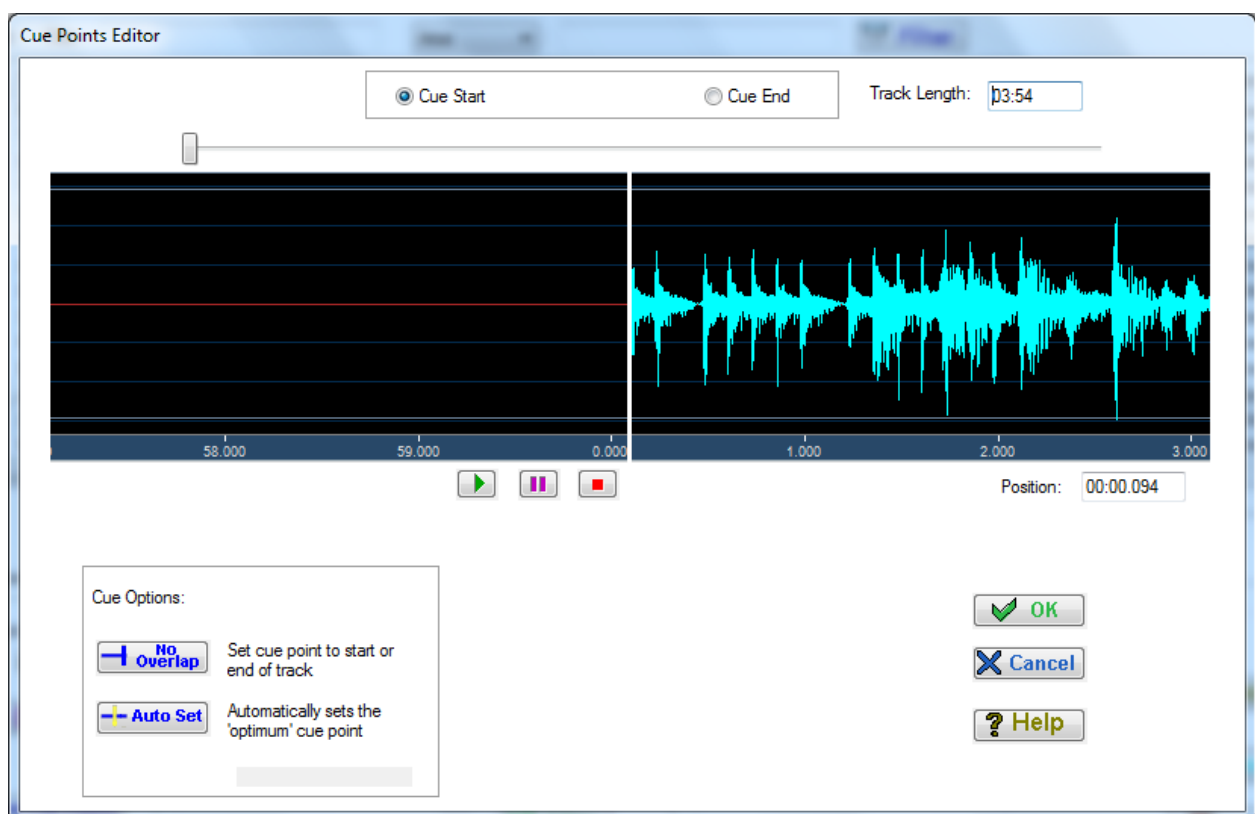 Cue Points Editor
Cue Start
Cue End
Track Length:
03:54
58.000
59.000
0.000
1.000
2.000
3.000
Position:
00:00.094
Cue Options:
No Overlap
Set cue point to start or
end of track
Auto Set
Automatically sets the
'optimum' cue point
OK
Cancel
Help